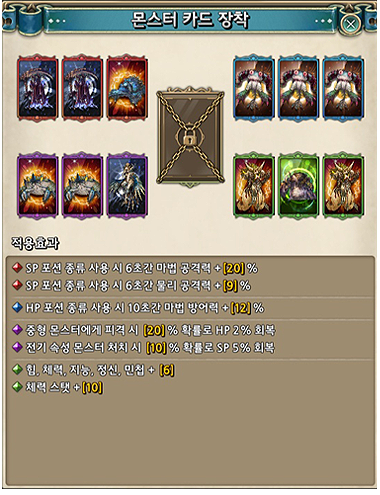 몬스터 카드 장착
적용효과
SP 포션 종류 사용 시 6초간 마법 공격력 + [20] %
SP 포션 종류 사용 시 6초간 물리 공격력 + [9] %
HP 포션 종류 사용 시 10초간 마법 방어력 + [12] %
중형 몬스터에게 피격 시 [20] % 확률로 HP 2% 회복
전기 속성 몬스터 처치 시 [10] % 확률로 SP 5% 회복
힘, 체력, 지능, 정신, 민첩 + [6]
체력 스탯 + [10]